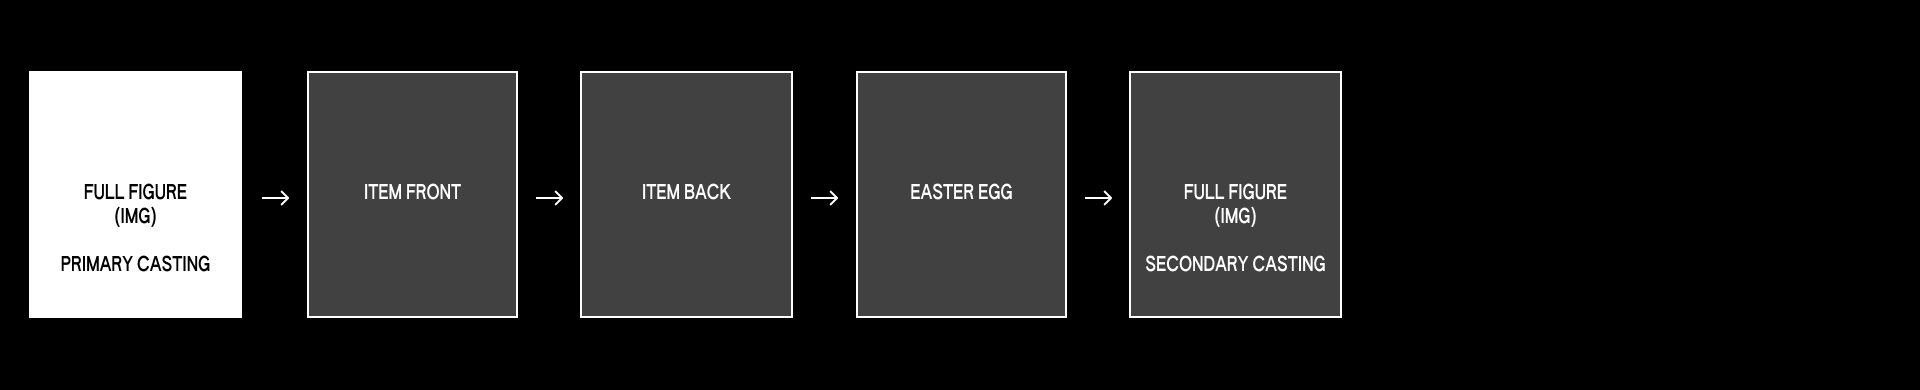 FULL FIGURE
(IMG)
PRIMARY CASTING
ITEM FRONT
ITEM BACK
EASTER EGG
FULL FIGURE
(IMG)
SECONDARY CASTING